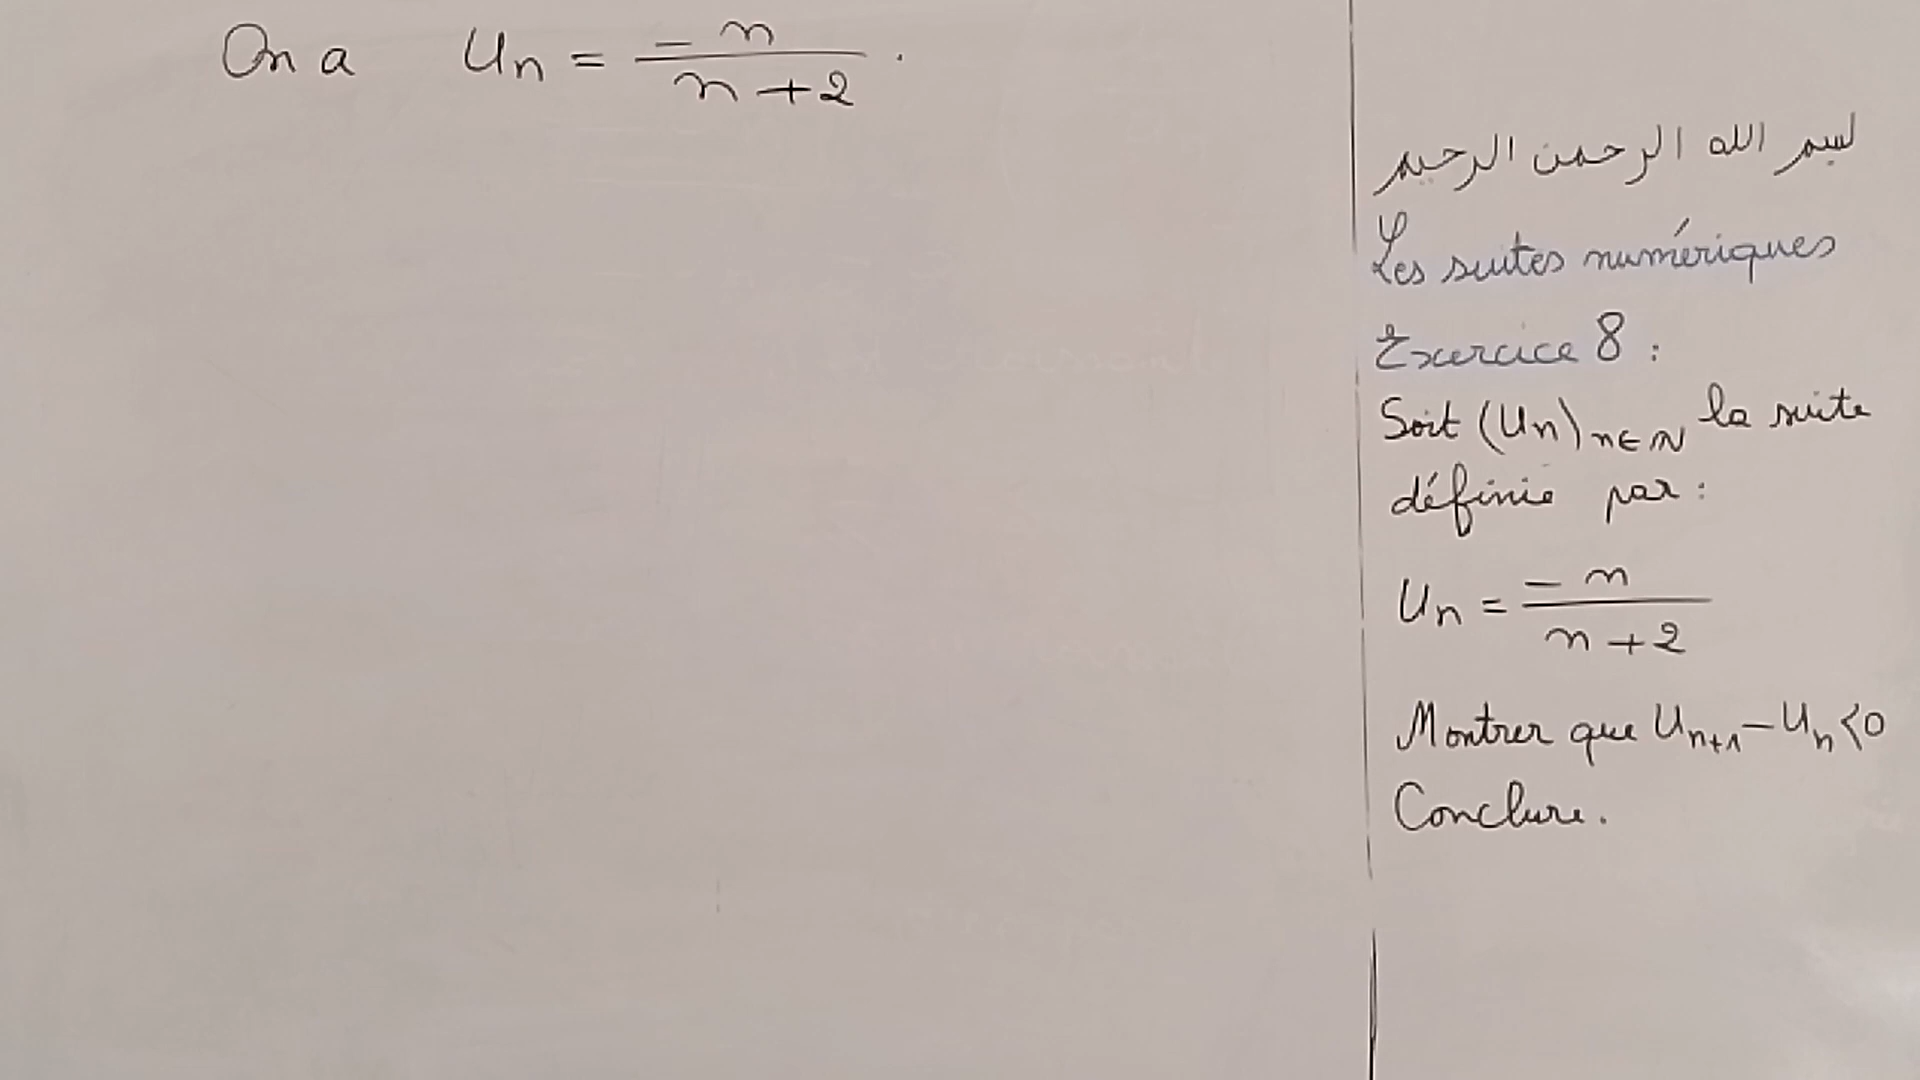 On a Un = -n / n+2 .
بسم الله الرحمن الرحيم
Les suites numériques
Exercice 8 :
Soit (Un)n∈N la suite
définie par :
Un = -n / n+2
Montrer que Un+1 - Un < 0
Conclure.